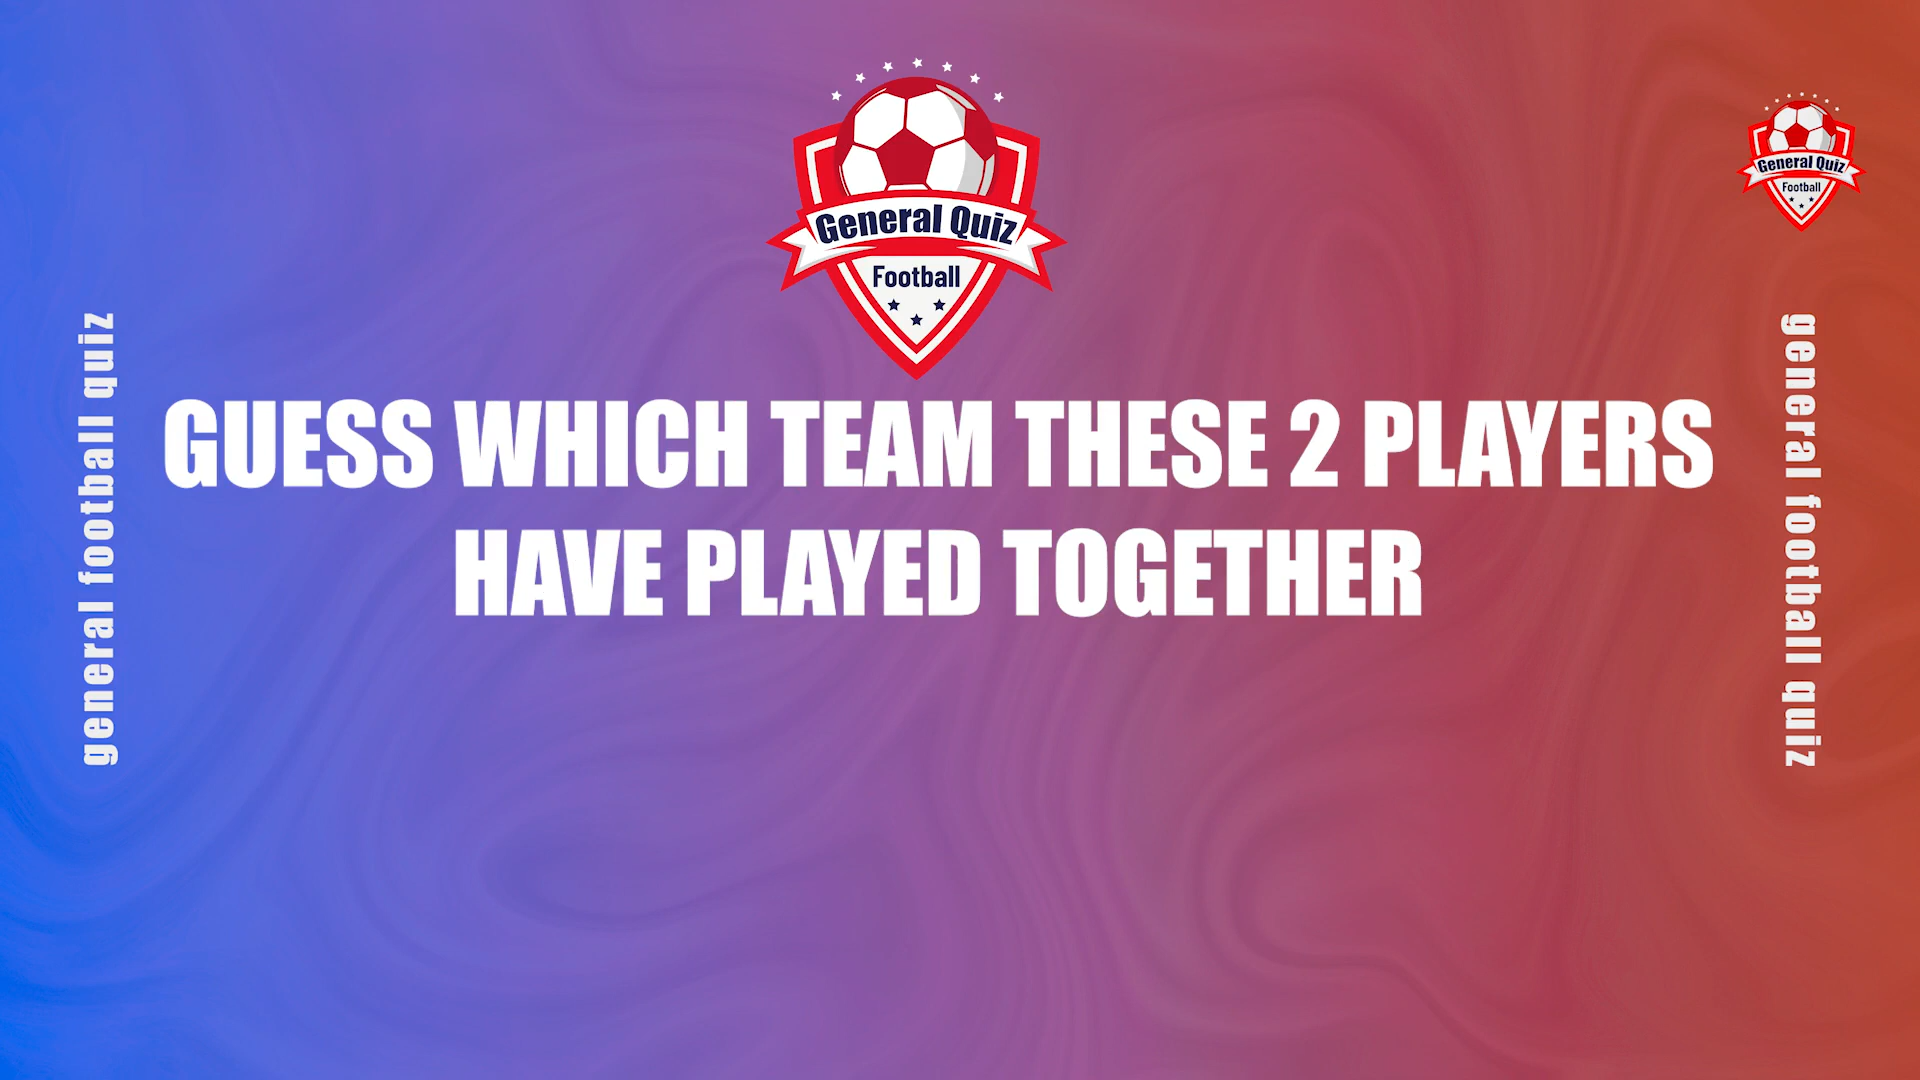 General Quiz
Football
General Quiz
Football
GUESS WHICH TEAM THESE 2 PLAYERS
HAVE PLAYED TOGETHER
general football quiz
general football quiz